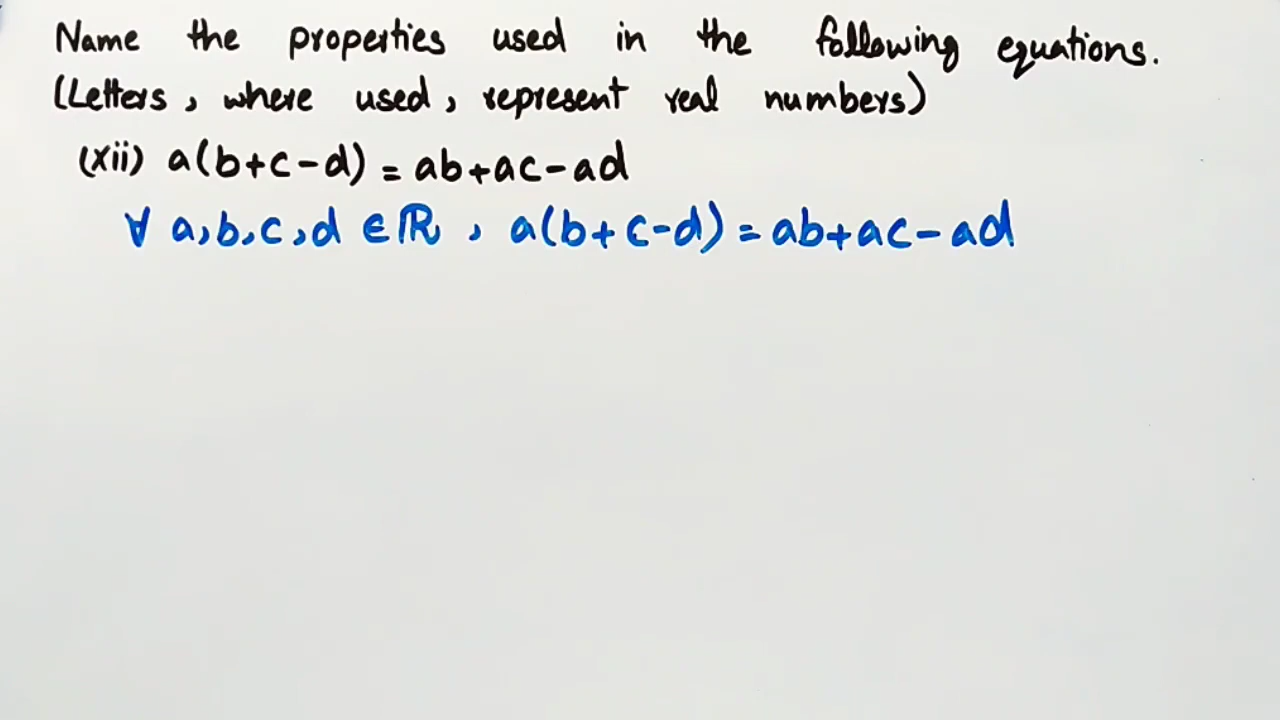 Name the properties used in the following equations.
(Letters, where used, represent real numbers)
(xii) a(b+c-d) = ab+ac-ad
∀ a,b,c,d ∈ ℝ , a(b+c-d) = ab+ac-ad